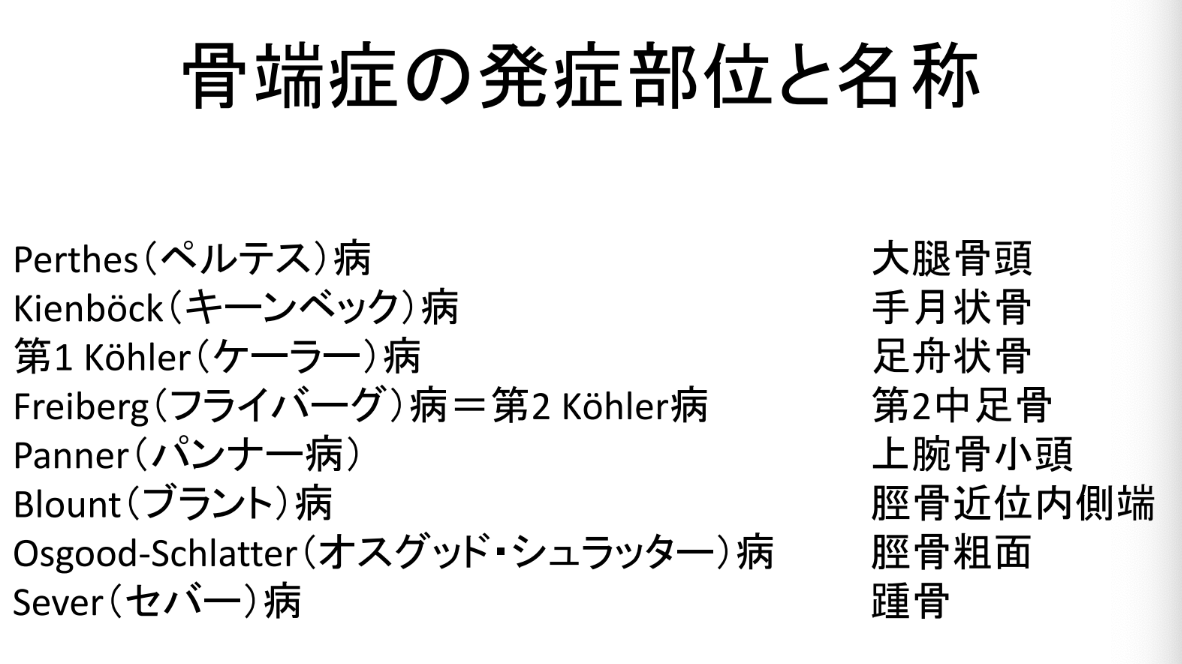 骨端症の発症部位と名称
Perthes（ペルテス）病 大腿骨頭
Kienböck（キーンベック）病 手月状骨
第1 Köhler（ケーラー）病 足舟状骨
Freiberg（フライバーグ）病＝第2 Köhler病 第2中足骨
Panner（パンナー病） 上腕骨小頭
Blount（ブラント）病 脛骨近位内側端
Osgood-Schlatter（オスグッド・シュラッター）病 脛骨粗面
Sever（セバー）病 踵骨